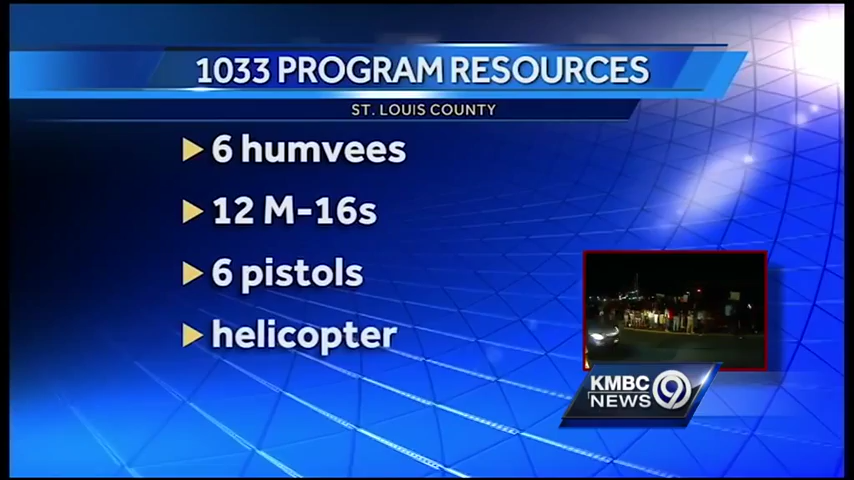 1033 PROGRAM RESOURCES
ST. LOUIS COUNTY
6 humvees
12 M-16s
6 pistols
helicopter
KMBC
NEWS 9